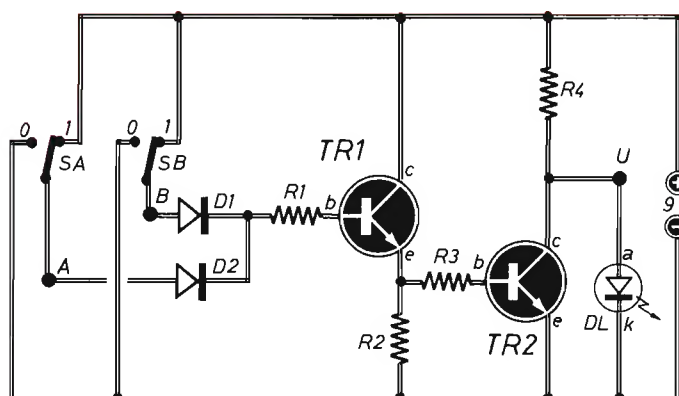 R4
0 1 0 1
SA SB
TR1
U
B D1 R1 b c
9
A D2 e R3 b c a
R2 TR2 e DL k